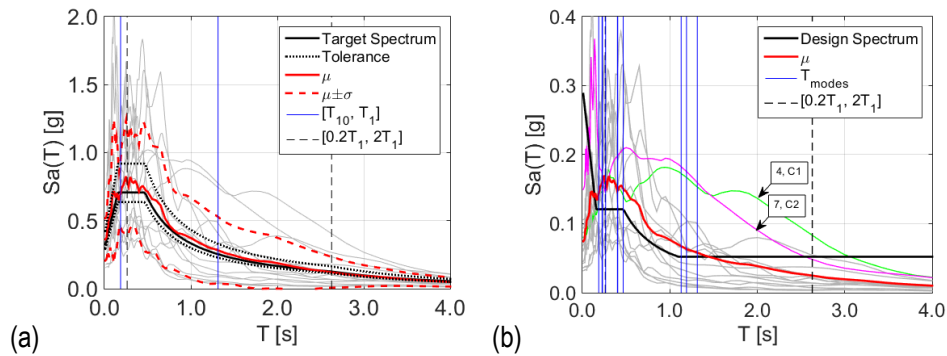 2.0
1.5
1.0
0.5
0.0
Sa(T) [g]
Target Spectrum
Tolerance
μ
μ±σ
[T10, T1]
[0.2T1, 2T1]
0.0
1.0
2.0
3.0
4.0
T [s]
(a)
0.4
0.3
0.2
0.1
0.0
Sa(T) [g]
Design Spectrum
μ
Tmodes
[0.2T1, 2T1]
4, C1
7, C2
0.0
1.0
2.0
3.0
4.0
T [s]
(b)